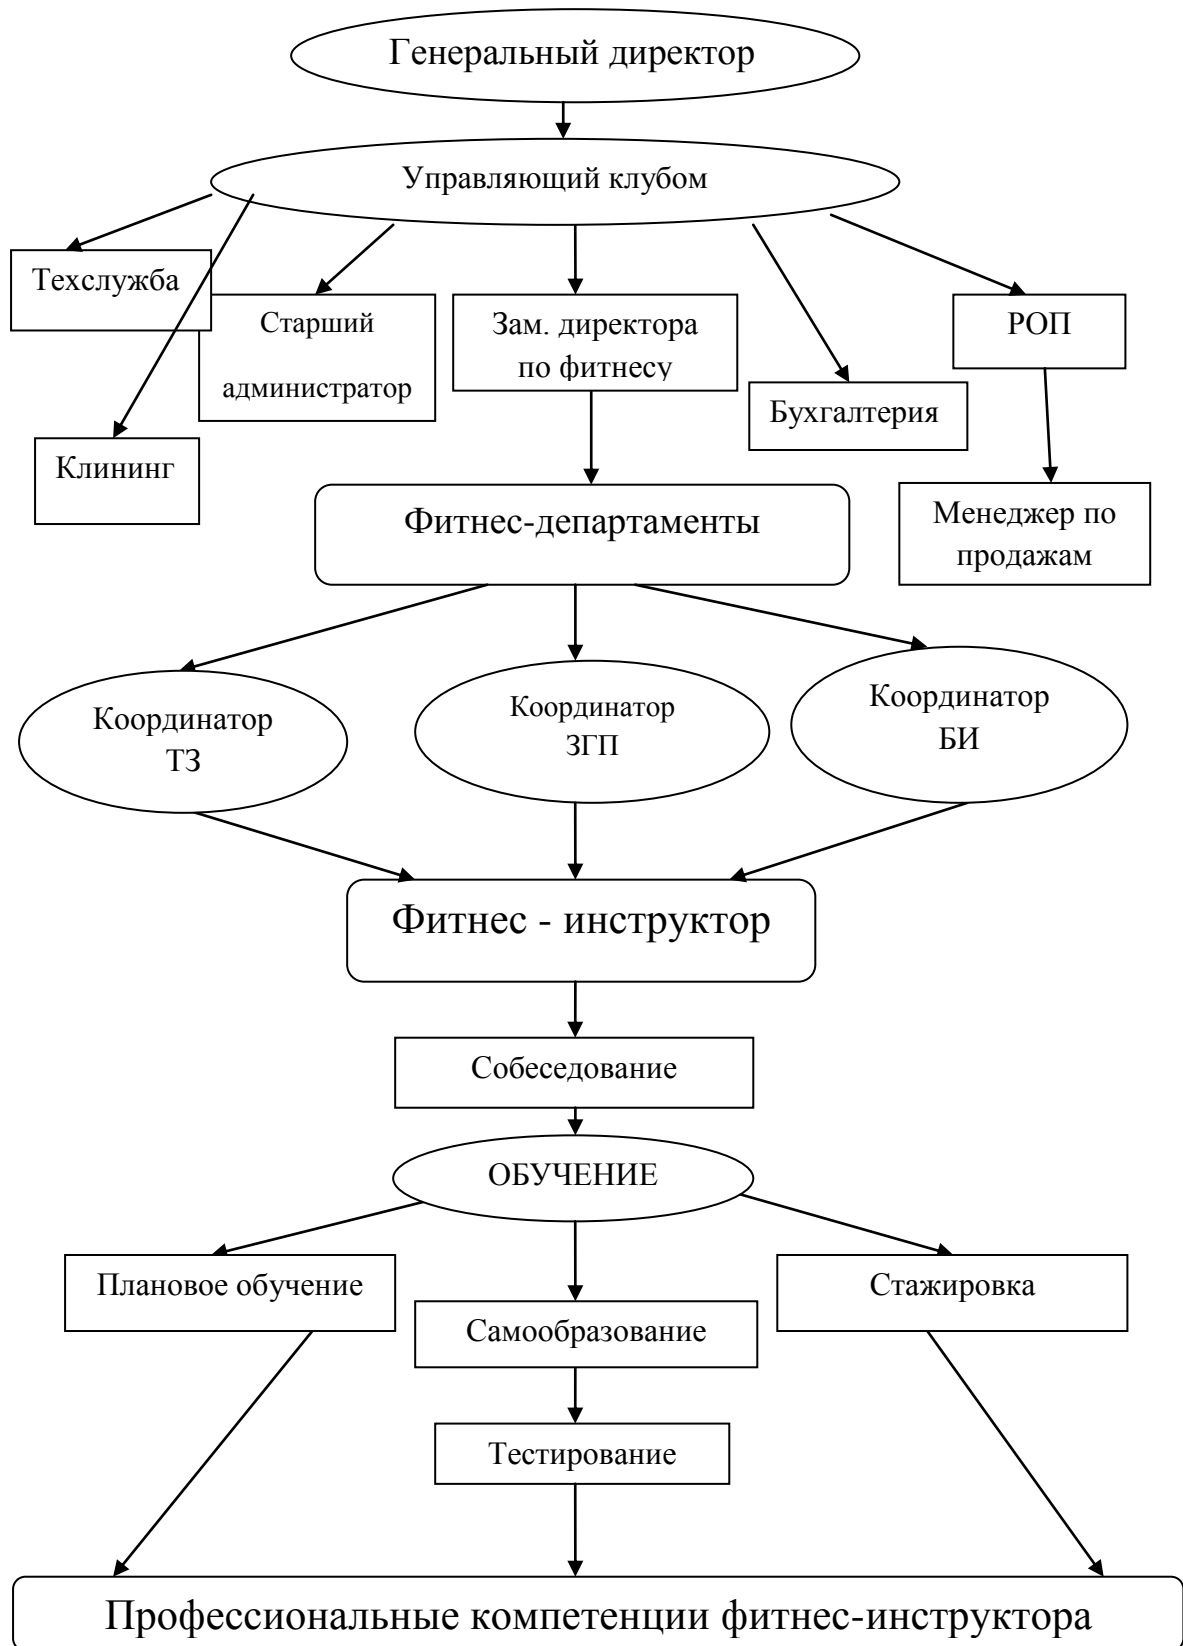 Генеральный директор
Управляющий клубом
Техслужба
Старший
администратор
Зам. директора
по фитнесу
РОП
Бухгалтерия
Клининг
Фитнес-департаменты
Менеджер по
продажам
Координатор
ТЗ
Координатор
ЗГП
Координатор
БИ
Фитнес - инструктор
Собеседование
ОБУЧЕНИЕ
Плановое обучение
Самообразование
Стажировка
Тестирование
Профессиональные компетенции фитнес-инструктора